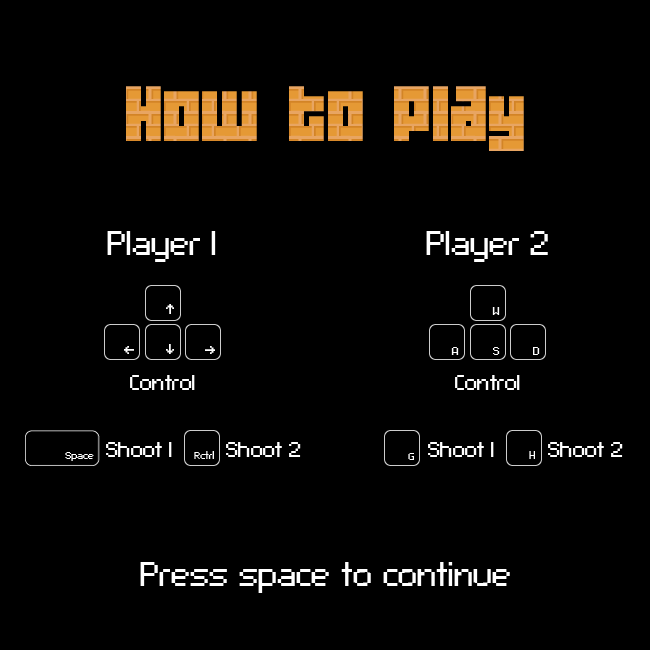 How to play
Player 1 Player 2
↑ W
← ↓ → A S D
Control Control
Space Shoot 1 Rctrl Shoot 2 G Shoot 1 H Shoot 2
Press space to continue